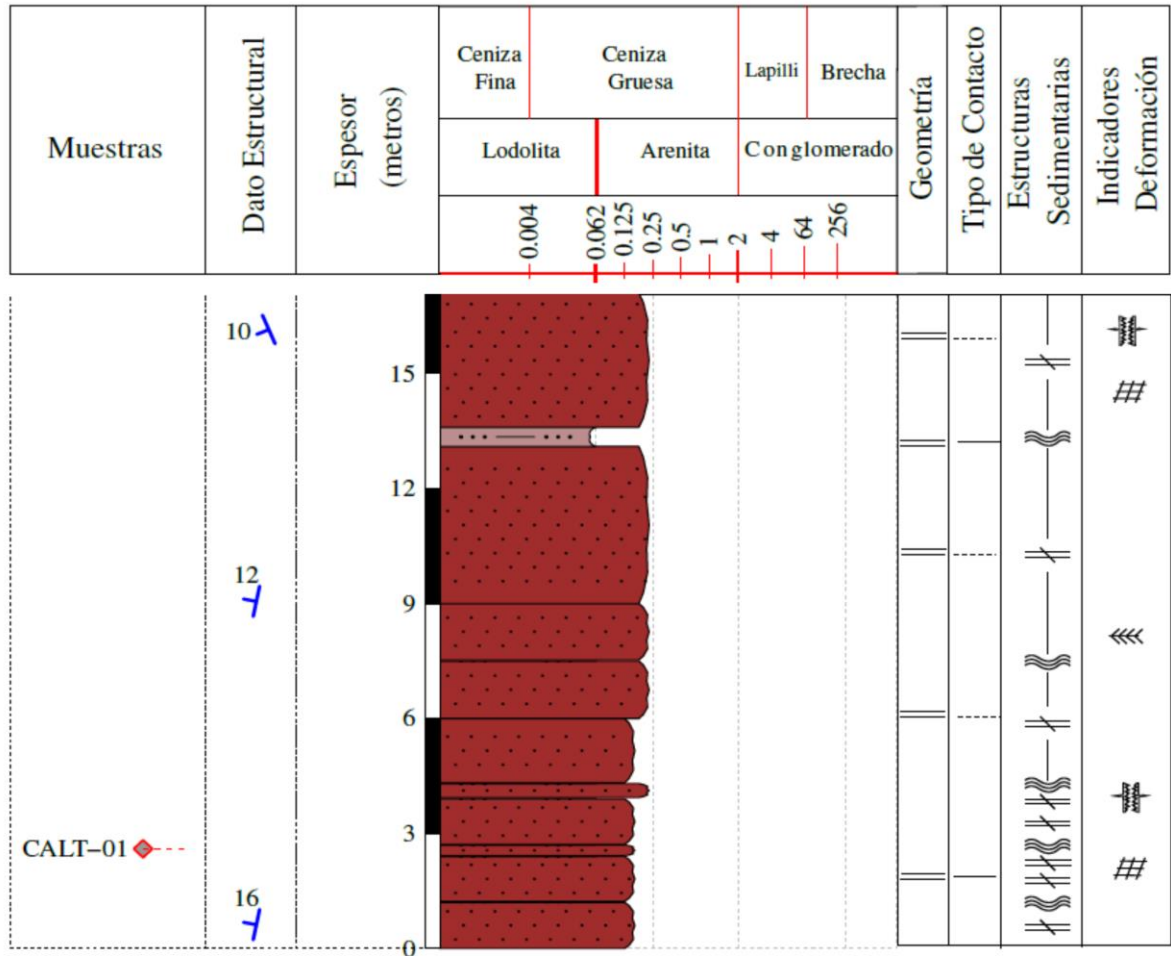 Muestras
Dato Estructural
Espesor
(metros)
Ceniza
Fina
Ceniza
Gruesa
Lapilli
Brecha
Lodolita
Arenita
Conglomerado
0.004
0.062
0.125
0.25
0.5
1
2
4
64
256
Geometría
Tipo de Contacto
Estructuras
Sedimentarias
Indicadores
Deformación
10
15
12
12
9
6
3
CALT–01
16
0